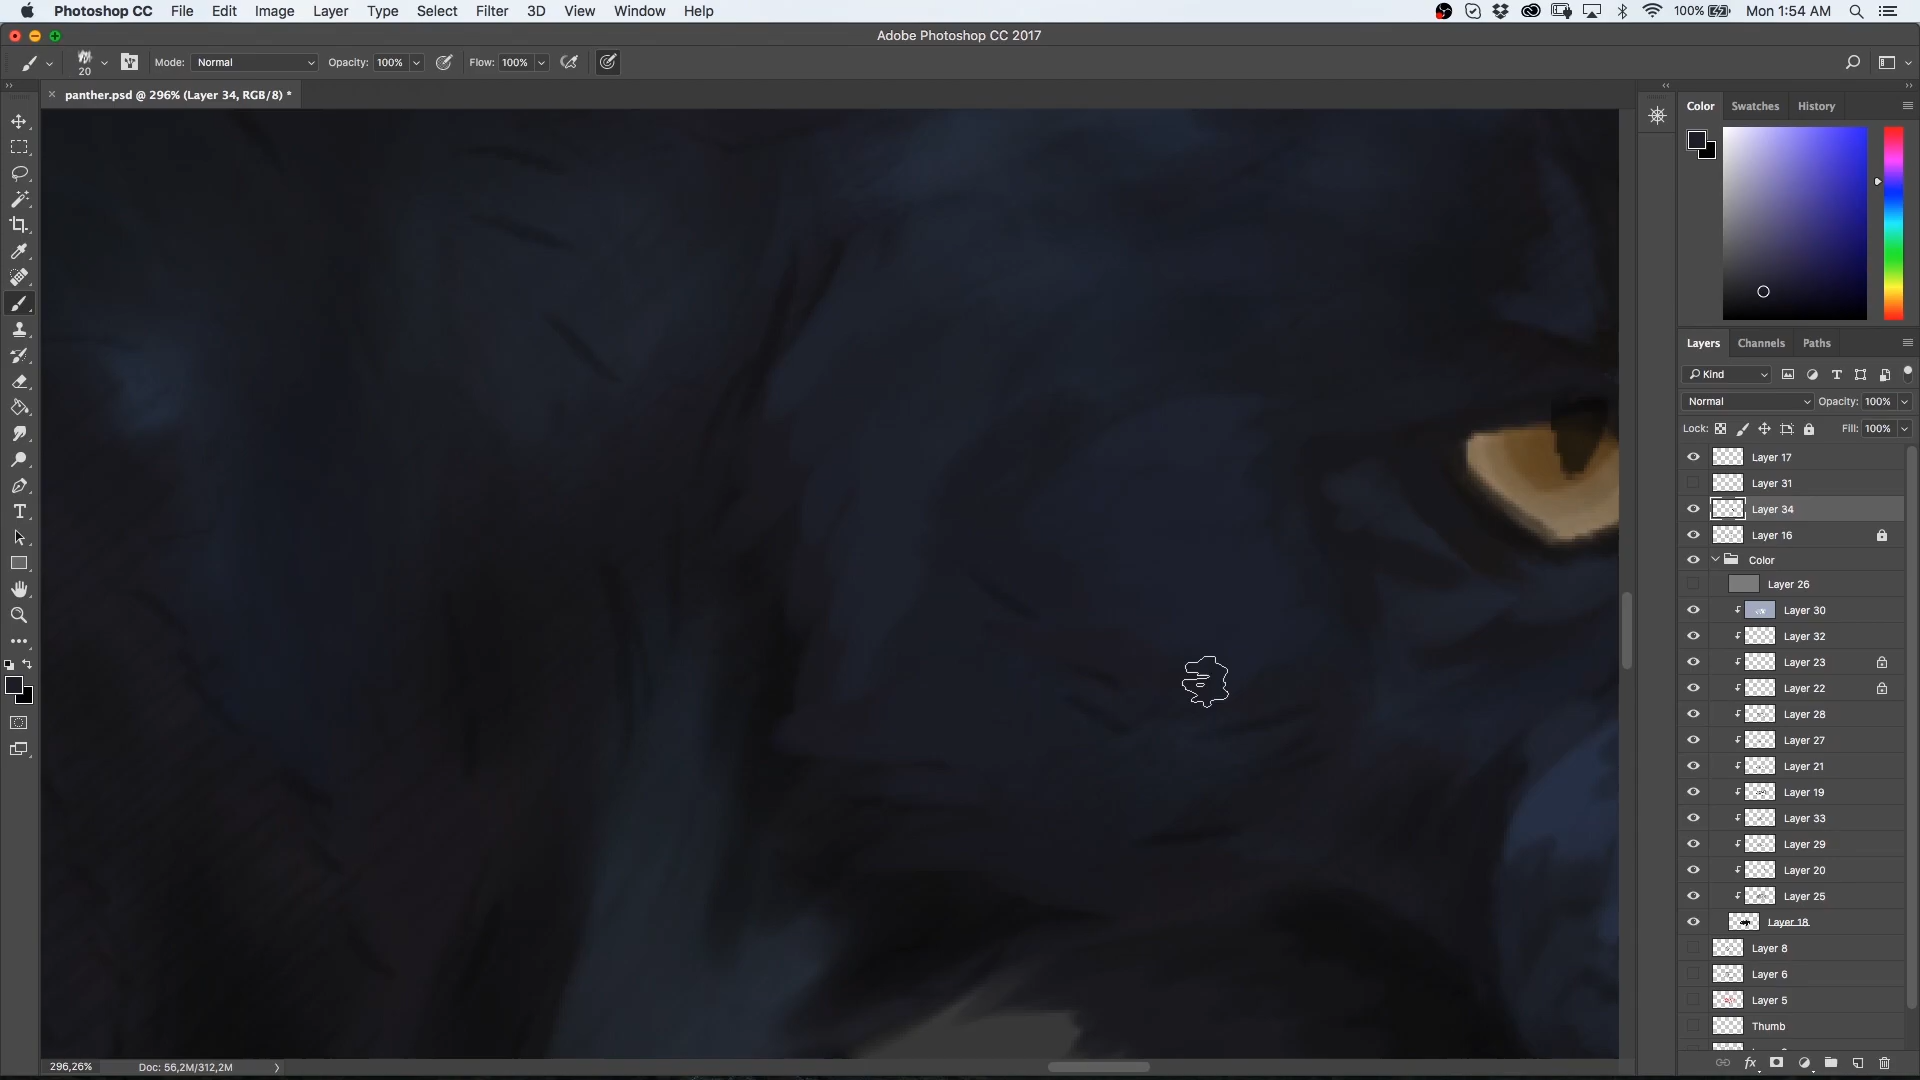 Photoshop CC File Edit Image Layer Type Select Filter 3D View Window Help 100% Mon 1:54 AM
Adobe Photoshop CC 2017
20 Mode: Normal Opacity: 100% Flow: 100%
panther.psd @ 296% (Layer 34, RGB/8) *
Color Swatches History
Layers Channels Paths
Kind
Normal Opacity: 100%
Lock: Fill: 100%
Layer 17
Layer 31
Layer 34
Layer 16
Color
Layer 26
Layer 30
Layer 32
Layer 23
Layer 22
Layer 28
Layer 27
Layer 21
Layer 19
Layer 33
Layer 29
Layer 20
Layer 25
Layer 18
Layer 8
Layer 6
Layer 5
Thumb
296,26% Doc: 56,2M/312,2M